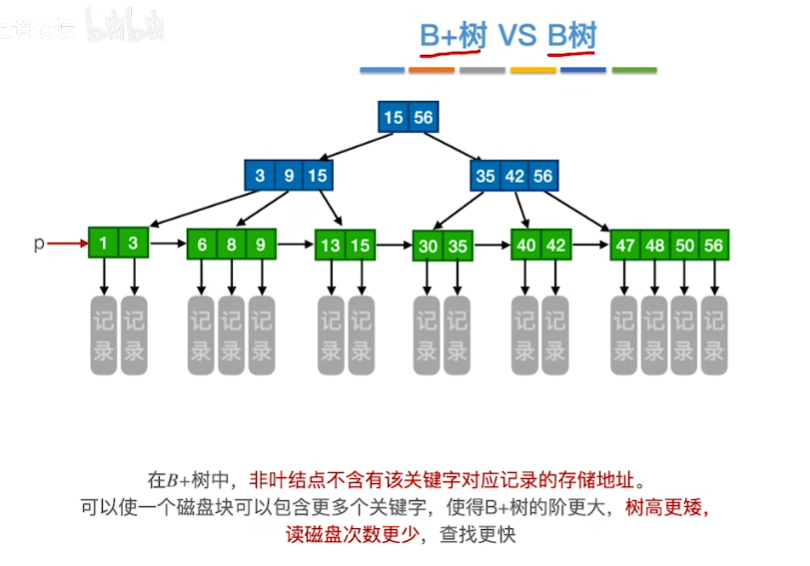 bilibili
B+树 VS B树
15 56
3 9 15
35 42 56
p
1 3
6 8 9
13 15
30 35
40 42
47 48 50 56
记录 记录 记录 记录 记录 记录 记录 记录 记录 记录 记录 记录 记录 记录 记录
在B+树中，非叶结点不含有该关键字对应记录的存储地址。
可以使一个磁盘块可以包含更多个关键字，使得B+树的阶更大，树高更矮，
读磁盘次数更少，查找更快